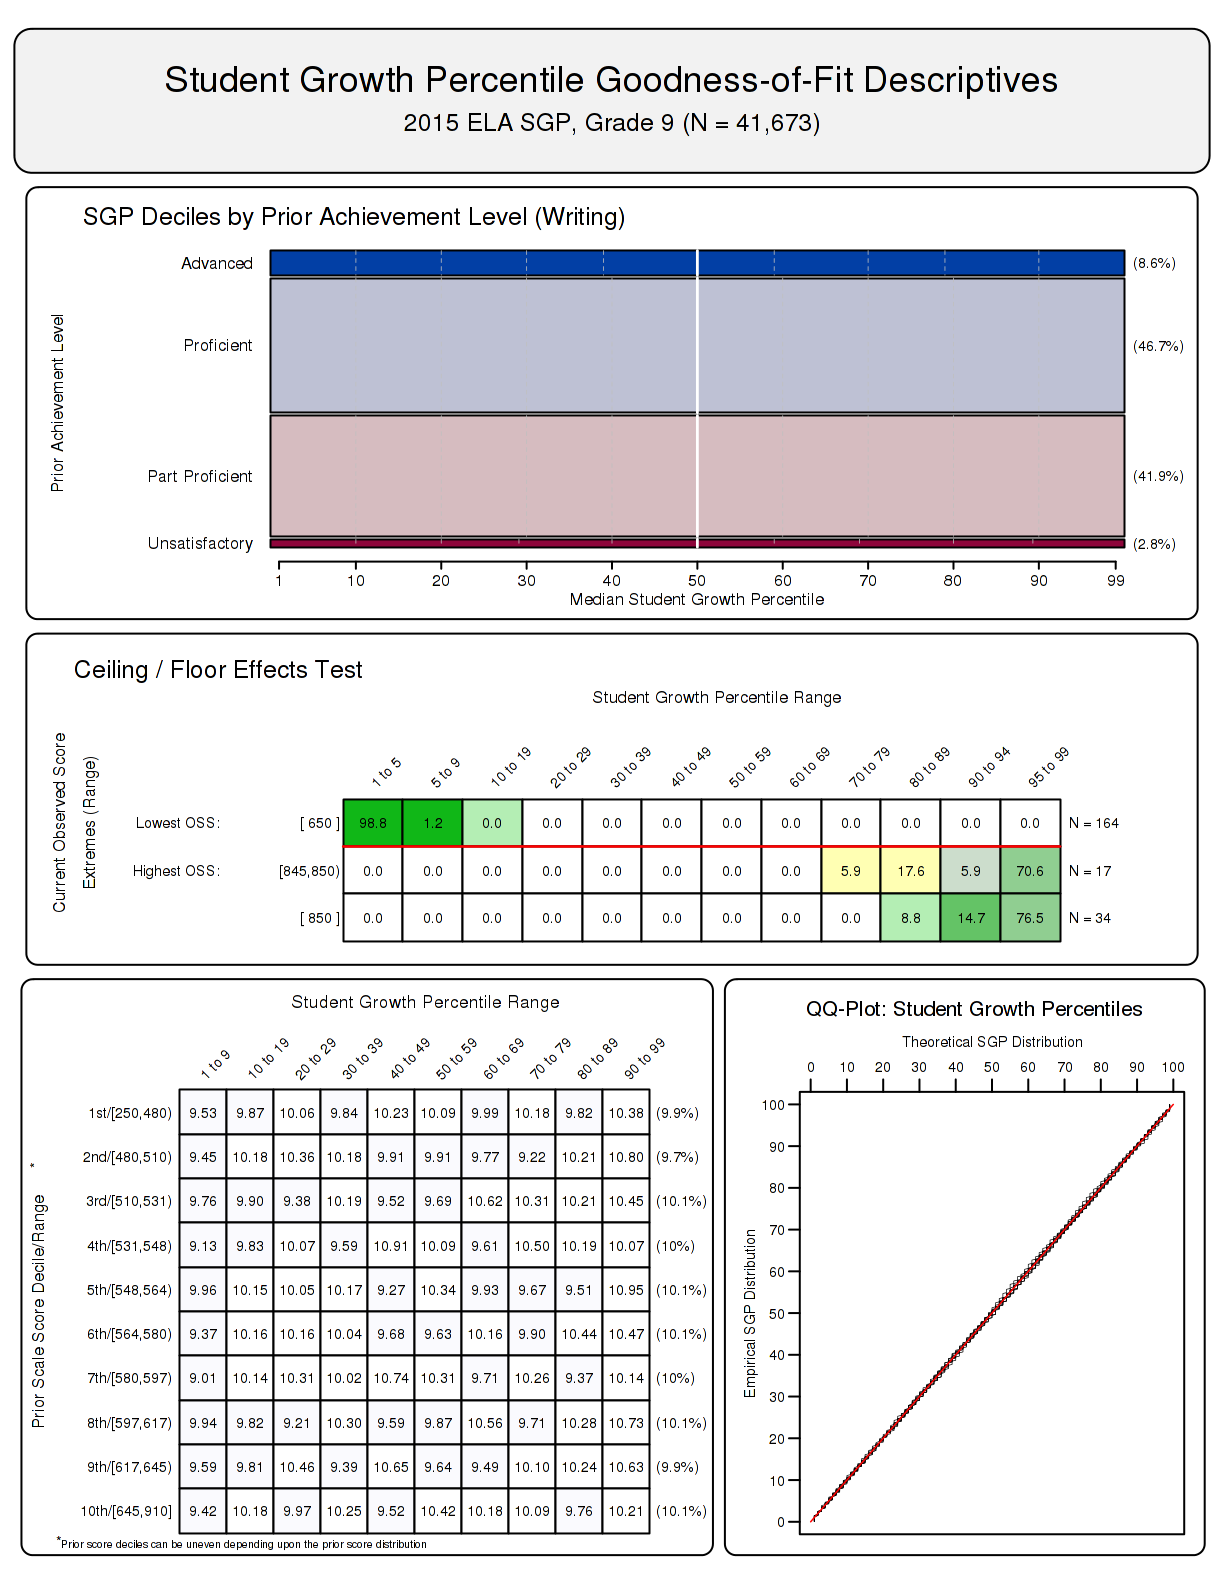 Student Growth Percentile Goodness-of-Fit Descriptives
2015 ELA SGP, Grade 9 (N = 41,673)
SGP Deciles by Prior Achievement Level (Writing)
Prior Achievement Level
Advanced (8.6%)
Proficient (46.7%)
Part Proficient (41.9%)
Unsatisfactory (2.8%)
1 10 20 30 40 50 60 70 80 90 99
Median Student Growth Percentile
Ceiling / Floor Effects Test
Student Growth Percentile Range
Current Observed Score
Extremes (Range)
1 to 5 5 to 9 10 to 19 20 to 29 30 to 39 40 to 49 50 to 59 60 to 69 70 to 79 80 to 89 90 to 94 95 to 99
Lowest OSS: [ 650 ] 98.8 1.2 0.0 0.0 0.0 0.0 0.0 0.0 0.0 0.0 0.0 0.0 N = 164
Highest OSS: [845,850) 0.0 0.0 0.0 0.0 0.0 0.0 0.0 0.0 5.9 17.6 5.9 70.6 N = 17
[ 850 ] 0.0 0.0 0.0 0.0 0.0 0.0 0.0 0.0 0.0 8.8 14.7 76.5 N = 34
Student Growth Percentile Range
Prior Scale Score Decile/Range *
1 to 9 10 to 19 20 to 29 30 to 39 40 to 49 50 to 59 60 to 69 70 to 79 80 to 89 90 to 99
1st/[250,480) 9.53 9.87 10.06 9.84 10.23 10.09 9.99 10.18 9.82 10.38 (9.9%)
2nd/[480,510) 9.45 10.18 10.36 10.18 9.91 9.91 9.77 9.22 10.21 10.80 (9.7%)
3rd/[510,531) 9.76 9.90 9.38 10.19 9.52 9.69 10.62 10.31 10.21 10.45 (10.1%)
4th/[531,548) 9.13 9.83 10.07 9.59 10.91 10.09 9.61 10.50 10.19 10.07 (10%)
5th/[548,564) 9.96 10.15 10.05 10.17 9.27 10.34 9.93 9.67 9.51 10.95 (10.1%)
6th/[564,580) 9.37 10.16 10.16 10.04 9.68 9.63 10.16 9.90 10.44 10.47 (10.1%)
7th/[580,597) 9.01 10.14 10.31 10.02 10.74 10.31 9.71 10.26 9.37 10.14 (10%)
8th/[597,617) 9.94 9.82 9.21 10.30 9.59 9.87 10.56 9.71 10.28 10.73 (10.1%)
9th/[617,645) 9.59 9.81 10.46 9.39 10.65 9.64 9.49 10.10 10.24 10.63 (9.9%)
10th/[645,910] 9.42 10.18 9.97 10.25 9.52 10.42 10.18 10.09 9.76 10.21 (10.1%)
*Prior score deciles can be uneven depending upon the prior score distribution
QQ-Plot: Student Growth Percentiles
Theoretical SGP Distribution
0 10 20 30 40 50 60 70 80 90 100
Empirical SGP Distribution
100
90
80
70
60
50
40
30
20
10
0